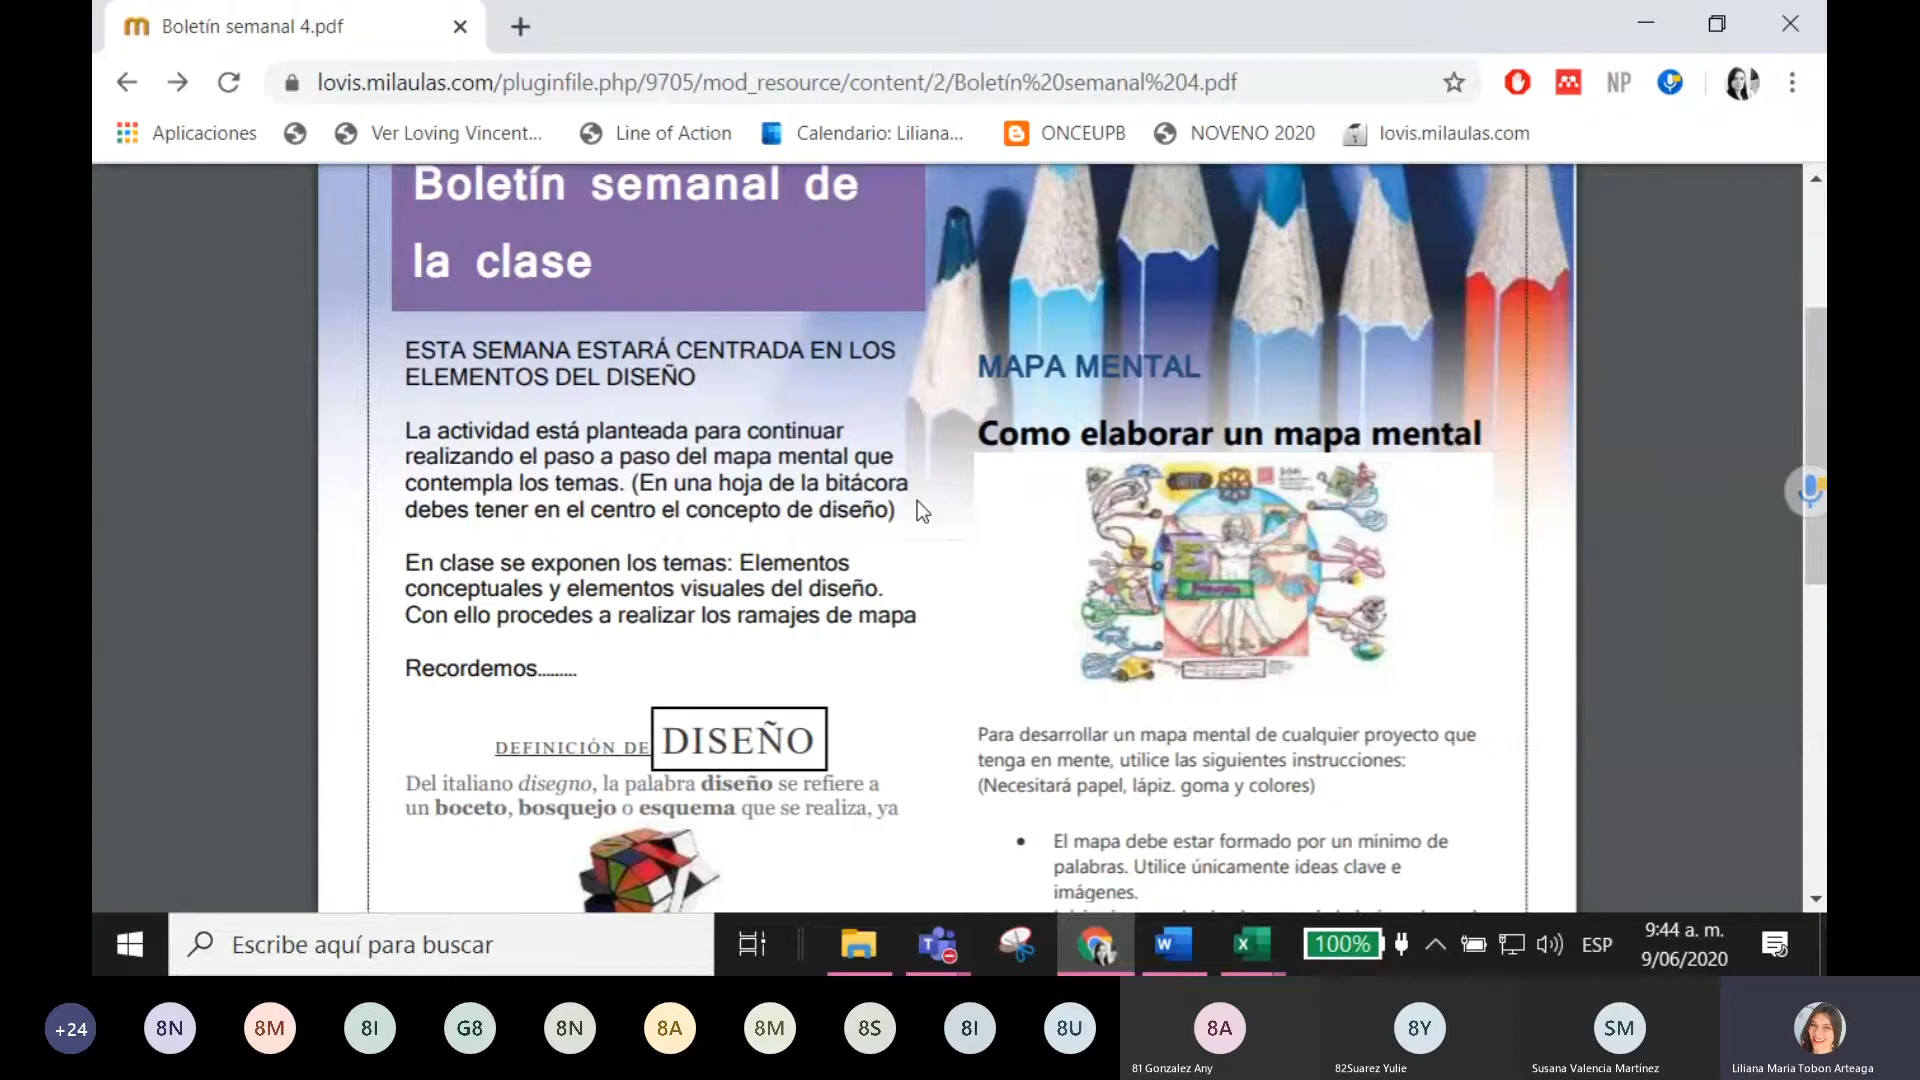 Boletín semanal 4.pdf
lovis.milaulas.com/pluginfile.php/9705/mod_resource/content/2/Boletín%20semanal%204.pdf
NP
Aplicaciones
Ver Loving Vincent...
Line of Action
Calendario: Liliana...
ONCEUPB
NOVENO 2020
lovis.milaulas.com
Boletín semanal de
la clase
ESTA SEMANA ESTARÁ CENTRADA EN LOS
ELEMENTOS DEL DISEÑO
La actividad está planteada para continuar
realizando el paso a paso del mapa mental que
contempla los temas. (En una hoja de la bitácora
debes tener en el centro el concepto de diseño)
En clase se exponen los temas: Elementos
conceptuales y elementos visuales del diseño.
Con ello procedes a realizar los ramajes de mapa
Recordemos.........
DEFINICIÓN DE DISEÑO
Del italiano disegno, la palabra diseño se refiere a
un boceto, bosquejo o esquema que se realiza, ya
MAPA MENTAL
Como elaborar un mapa mental
Para desarrollar un mapa mental de cualquier proyecto que
tenga en mente, utilice las siguientes instrucciones:
(Necesitará papel, lápiz. goma y colores)
• El mapa debe estar formado por un mínimo de
palabras. Utilice únicamente ideas clave e
imágenes.
Escribe aquí para buscar
100%
ESP
9:44 a. m.
9/06/2020
+24
8N
8M
8I
G8
8N
8A
8M
8S
8I
8U
8A
8Y
SM
81 Gonzalez Any
82Suarez Yulie
Susana Valencia Martínez
Liliana Maria Tobon Arteaga